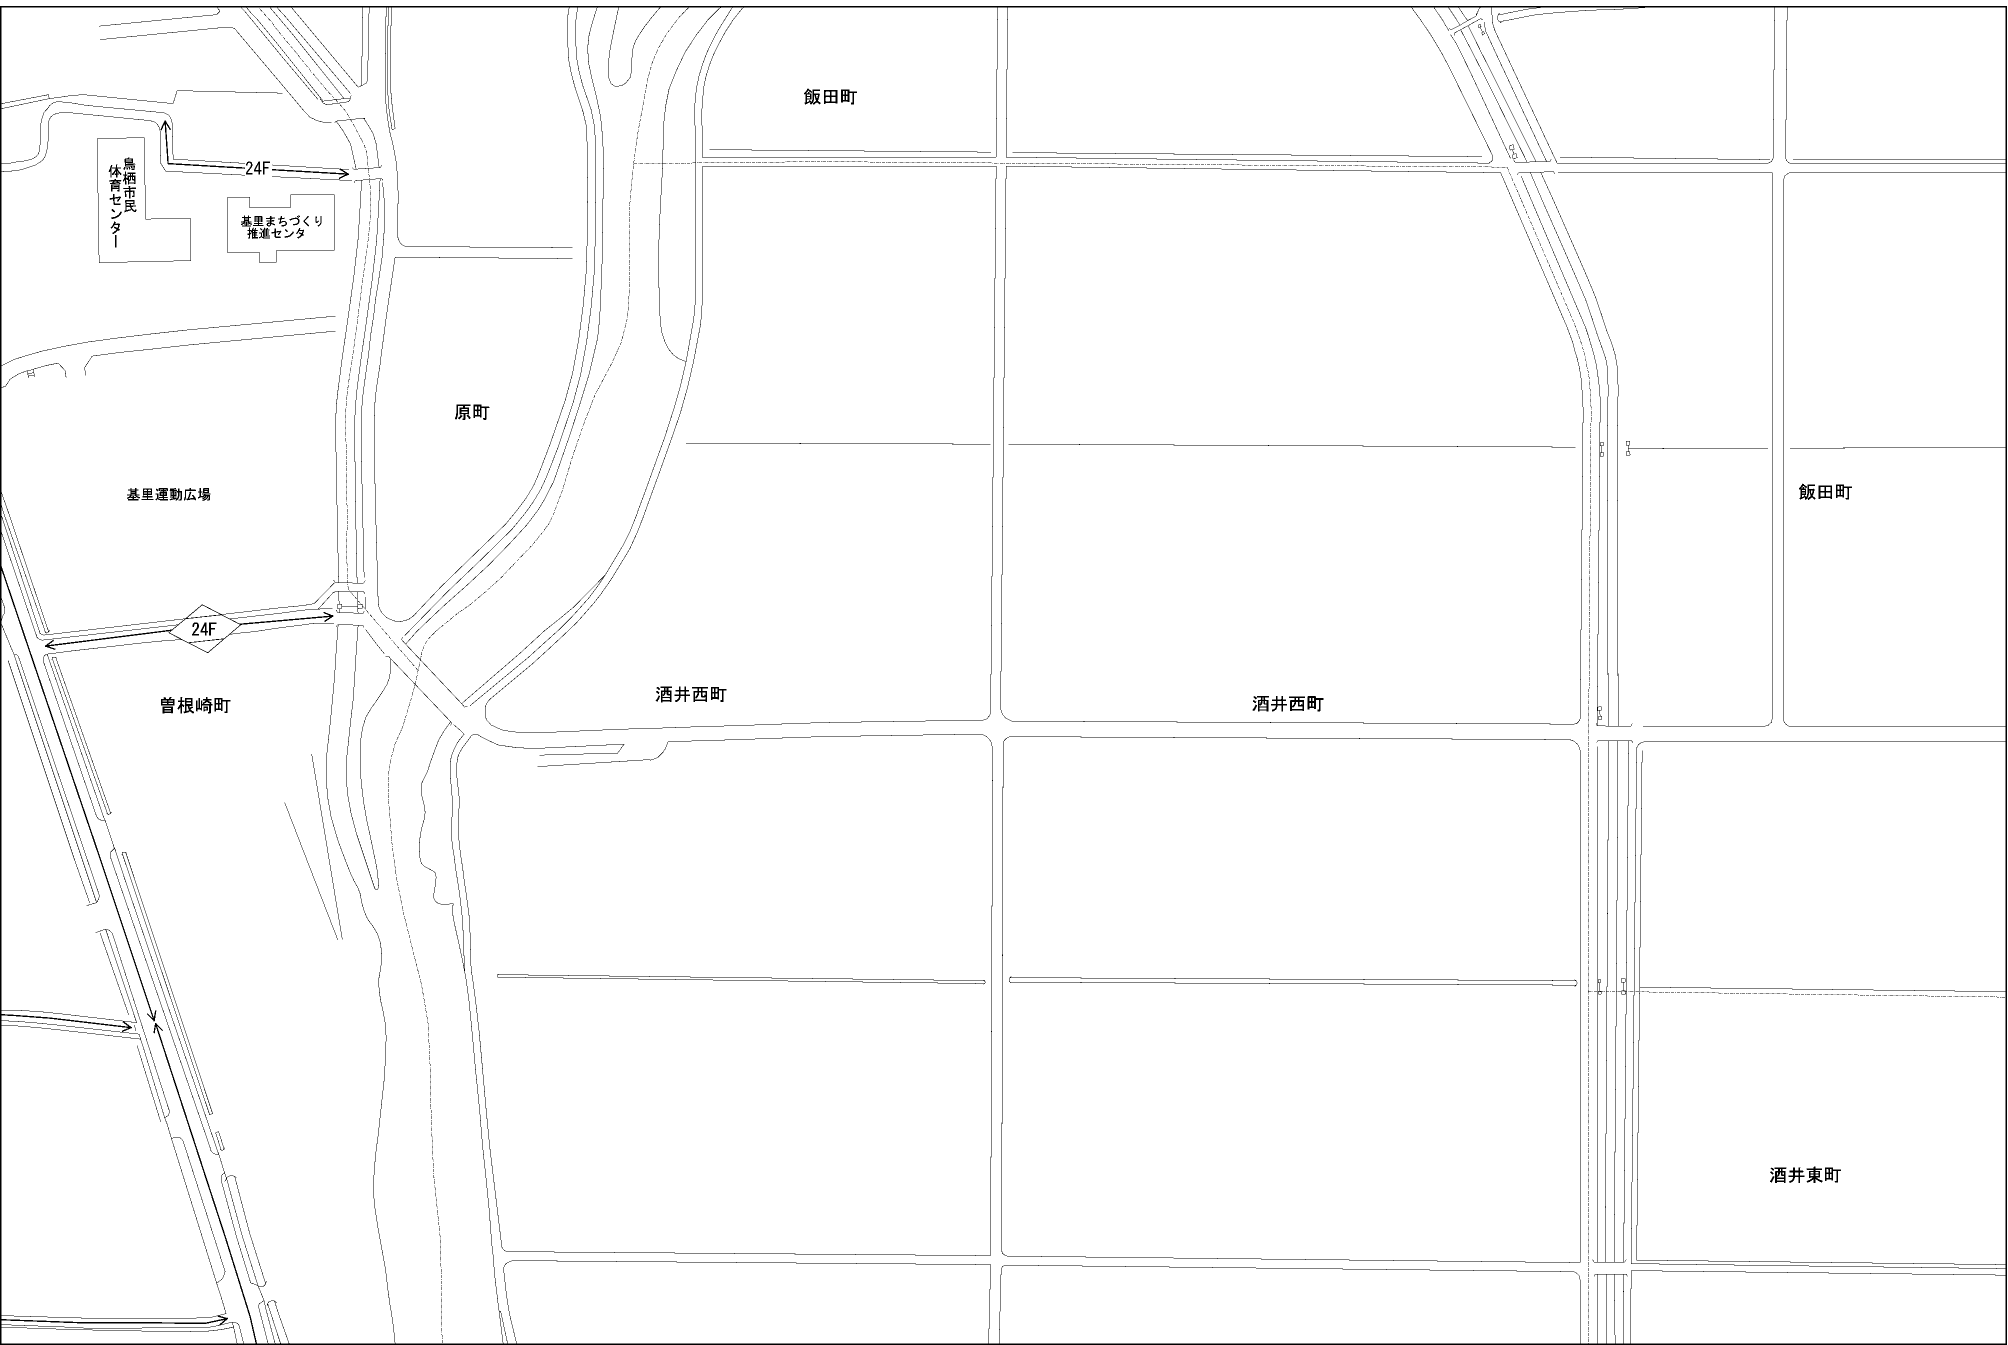 飯田町
鳥栖市民
体育センター
24F
基里まちづくり
推進センタ
原町
基里運動広場
飯田町
24F
曽根崎町
酒井西町
酒井西町
酒井東町